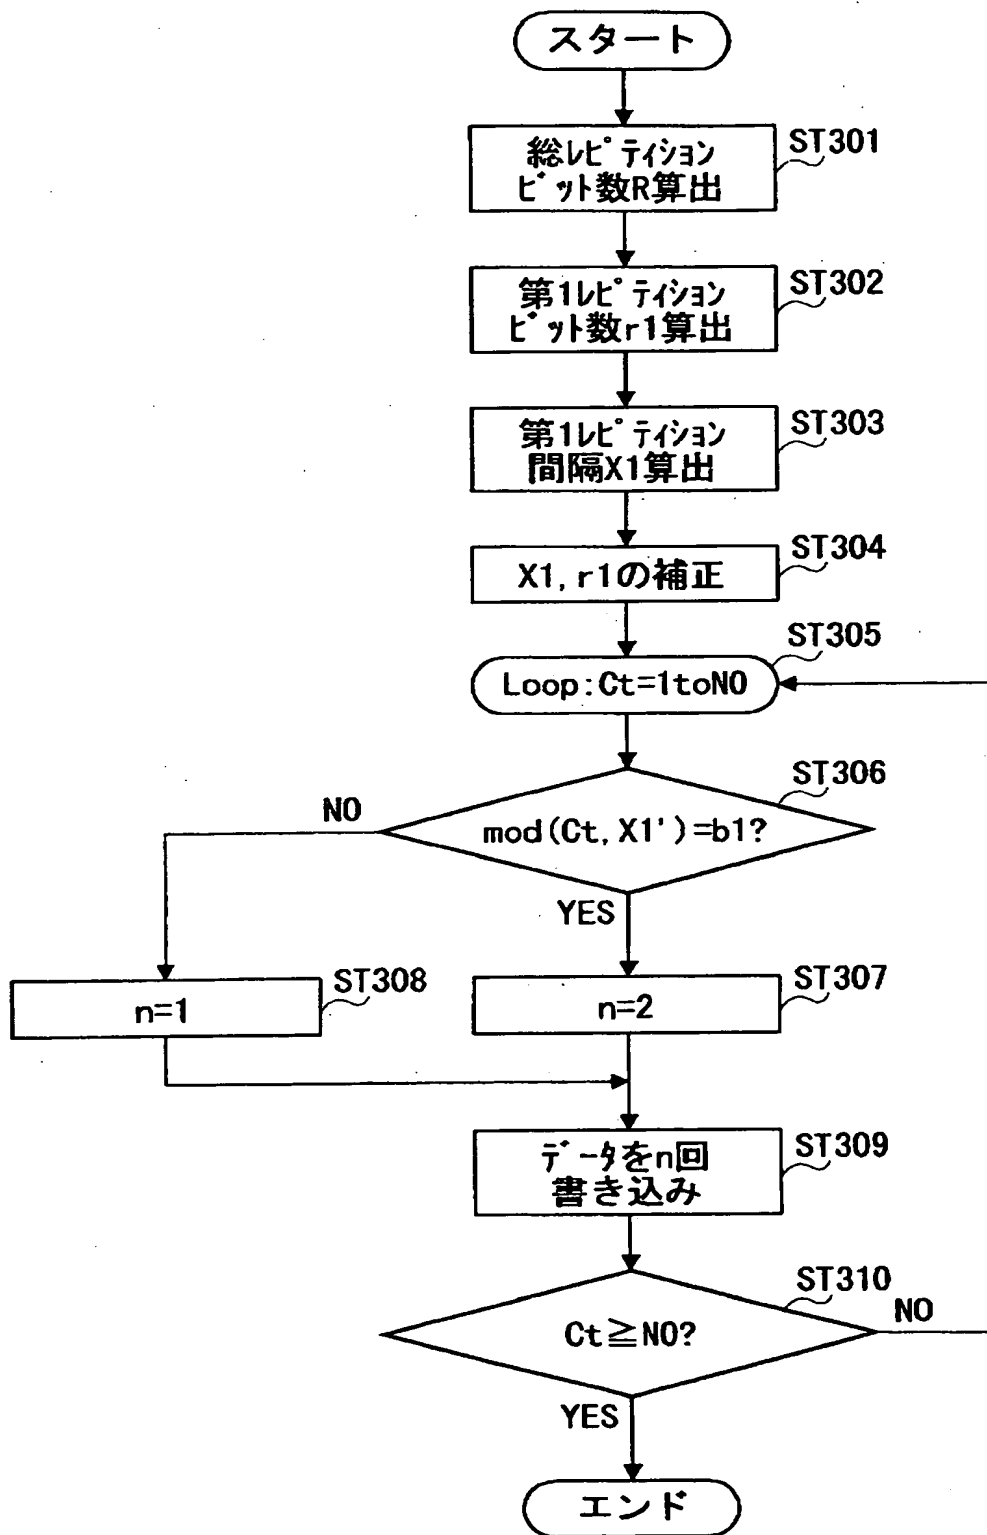 スタート
総レピティション
ビット数R算出
ST301
第1レピティション
ビット数r1算出
ST302
第1レピティション
間隔X1算出
ST303
X1,r1の補正
ST304
Loop:Ct=1toN0
ST305
mod(Ct,X1')=b1?
ST306
NO
YES
n=1
ST308
n=2
ST307
データをn回
書き込み
ST309
Ct≧N0?
ST310
NO
YES
エンド